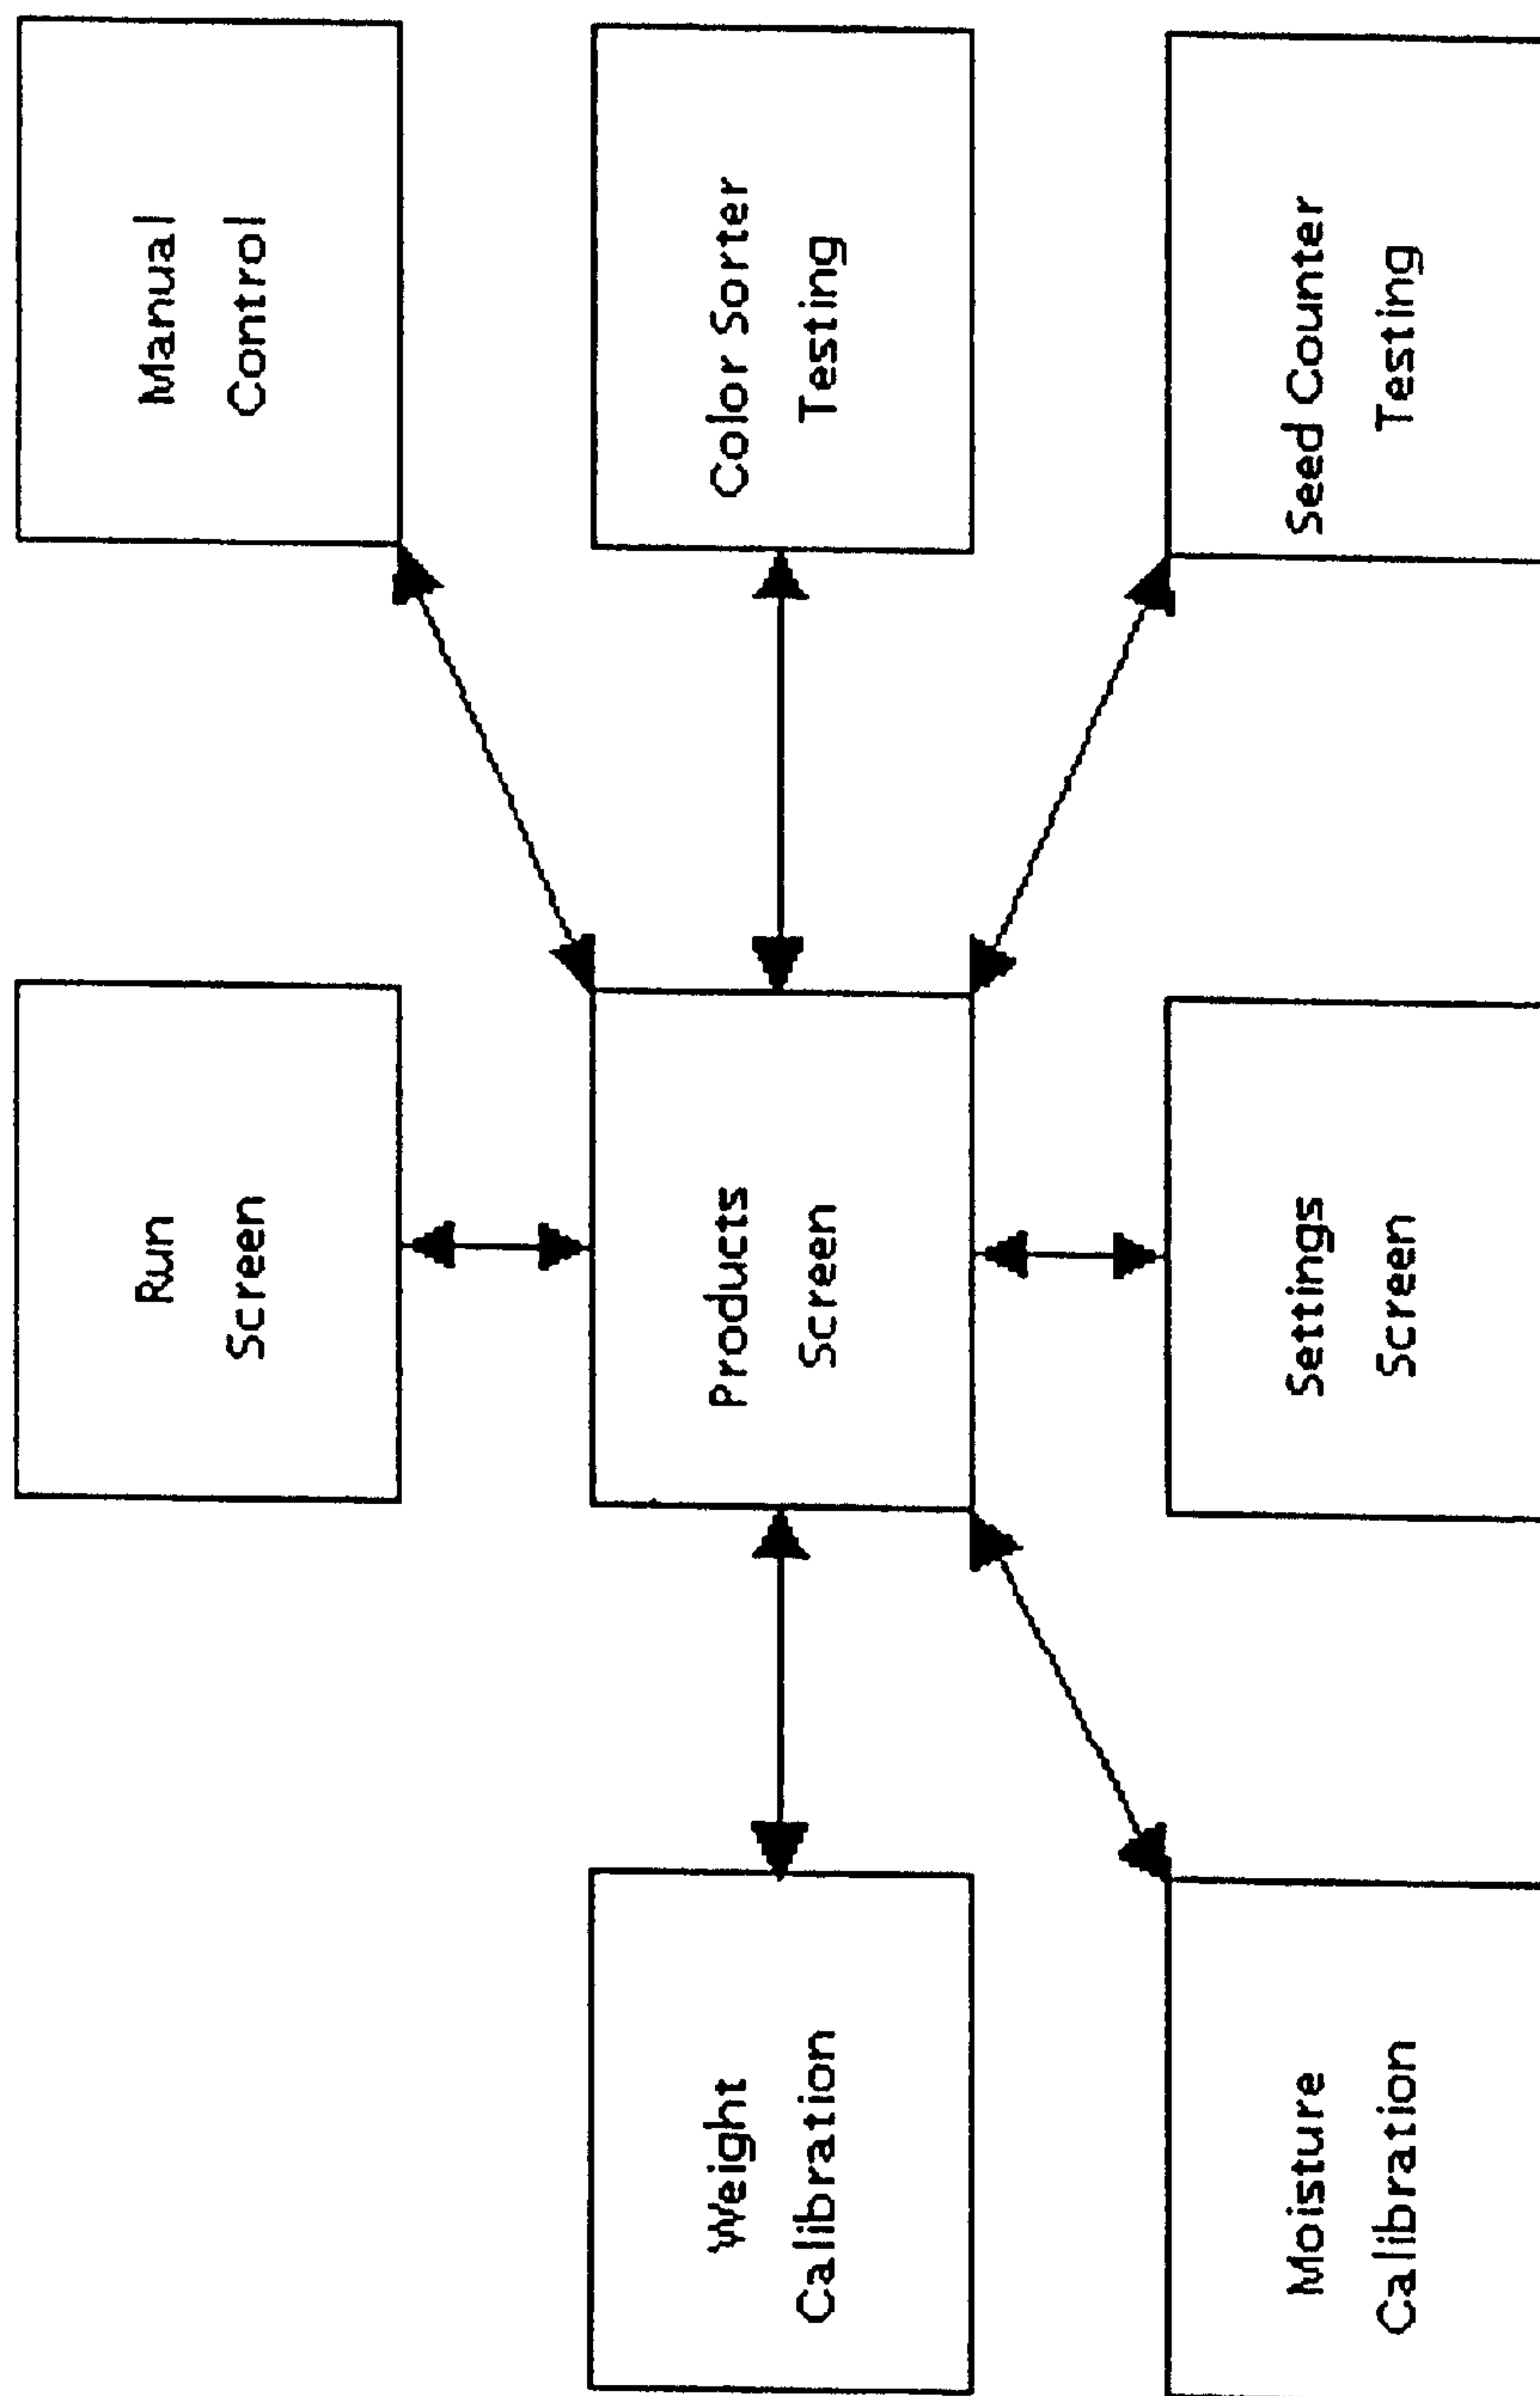 Run
Screen
Manual
Control
Weight
Calibration
Products
Screen
Color Sorter
Testing
Moisture
Calibration
Settings
Screen
Seed Counter
Testing